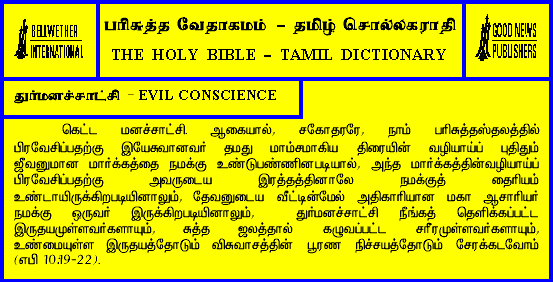 BELLWETHER
INTERNATIONAL
பரிசுத்த வேதாகமம் - தமிழ் சொல்லகராதி
THE HOLY BIBLE - TAMIL DICTIONARY
GOOD NEWS
PUBLISHERS
துர்மனச்சாட்சி - EVIL CONSCIENCE
கெட்ட மனச்சாட்சி. ஆகையால், சகோதரரே, நாம் பரிசுத்தஸ்தலத்தில்
பிரவேசிப்பதற்கு இயேசுவானவர் தமது மாம்சமாகிய திரையின் வழியாய்ப் புதிதும்
ஜீவனுமான மார்க்கத்தை நமக்கு உண்டுபண்ணினபடியால், அந்த மார்க்கத்தின்வழியாய்ப்
பிரவேசிப்பதற்கு அவருடைய இரத்தத்தினாலே நமக்குத் தைரியம்
உண்டாயிருக்கிறபடியினாலும், தேவனுடைய வீட்டின்மேல் அதிகாரியான மகா ஆசாரியர்
நமக்கு ஒருவர் இருக்கிறபடியினாலும், துர்மனச்சாட்சி நீங்கத் தெளிக்கப்பட்ட
இருதயமுள்ளவர்களாயும், சுத்த ஜலத்தால் கழுவப்பட்ட சரீரமுள்ளவர்களாயும்,
உண்மையுள்ள இருதயத்தோடும் விசுவாசத்தின் பூரண நிச்சயத்தோடும் சேரக்கடவோம்
(எபி 10:19-22).